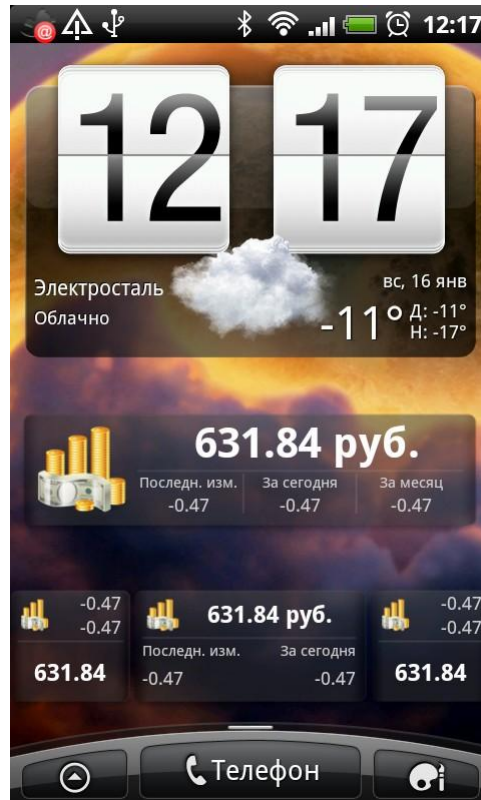 12:17
12 17
Электросталь вс, 16 янв
Облачно -11° Д: -11°
Н: -17°
631.84 руб.
Последн. изм. За сегодня За месяц
-0.47 -0.47 -0.47
-0.47
-0.47
631.84
631.84 руб.
Последн. изм. За сегодня
-0.47 -0.47
-0.47
-0.47
631.84
Телефон